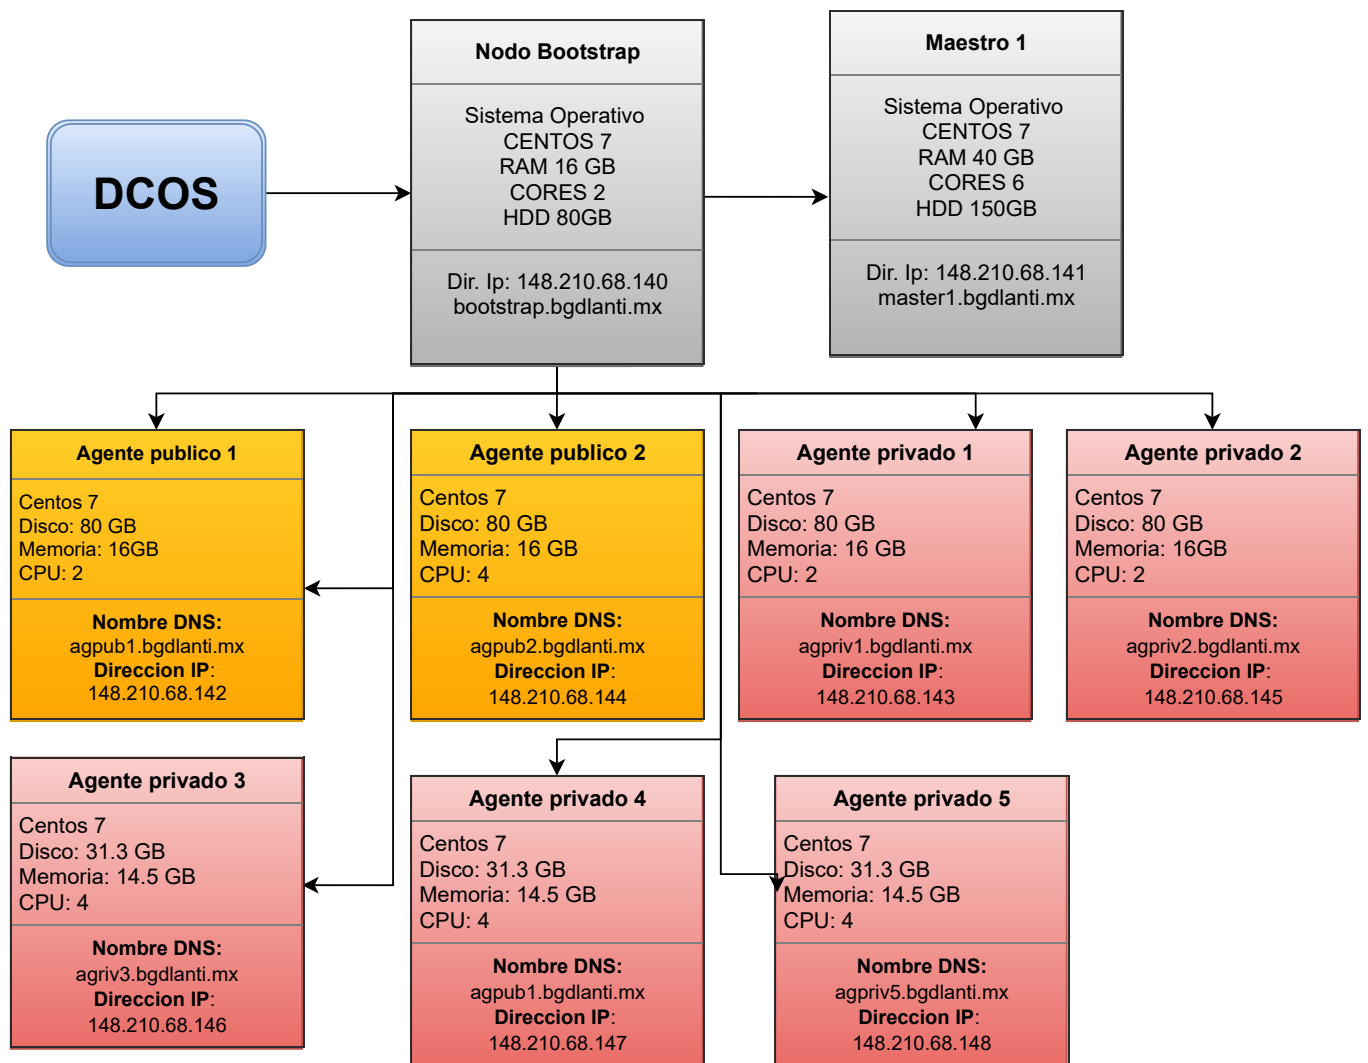 DCOS
Nodo Bootstrap
Sistema Operativo
CENTOS 7
RAM 16 GB
CORES 2
HDD 80GB
Dir. Ip: 148.210.68.140
bootstrap.bgdlanti.mx
Maestro 1
Sistema Operativo
CENTOS 7
RAM 40 GB
CORES 6
HDD 150GB
Dir. Ip: 148.210.68.141
master1.bgdlanti.mx
Agente publico 1
Centos 7
Disco: 80 GB
Memoria: 16GB
CPU: 2
Nombre DNS:
agpub1.bgdlanti.mx
Direccion IP:
148.210.68.142
Agente publico 2
Centos 7
Disco: 80 GB
Memoria: 16 GB
CPU: 4
Nombre DNS:
agpub2.bgdlanti.mx
Direccion IP:
148.210.68.144
Agente privado 1
Centos 7
Disco: 80 GB
Memoria: 16 GB
CPU: 2
Nombre DNS:
agpriv1.bgdlanti.mx
Direccion IP:
148.210.68.143
Agente privado 2
Centos 7
Disco: 80 GB
Memoria: 16GB
CPU: 2
Nombre DNS:
agpriv2.bgdlanti.mx
Direccion IP:
148.210.68.145
Agente privado 3
Centos 7
Disco: 31.3 GB
Memoria: 14.5 GB
CPU: 4
Nombre DNS:
agriv3.bgdlanti.mx
Direccion IP:
148.210.68.146
Agente privado 4
Centos 7
Disco: 31.3 GB
Memoria: 14.5 GB
CPU: 4
Nombre DNS:
agpub1.bgdlanti.mx
Direccion IP:
148.210.68.147
Agente privado 5
Centos 7
Disco: 31.3 GB
Memoria: 14.5 GB
CPU: 4
Nombre DNS:
agpriv5.bgdlanti.mx
Direccion IP:
148.210.68.148